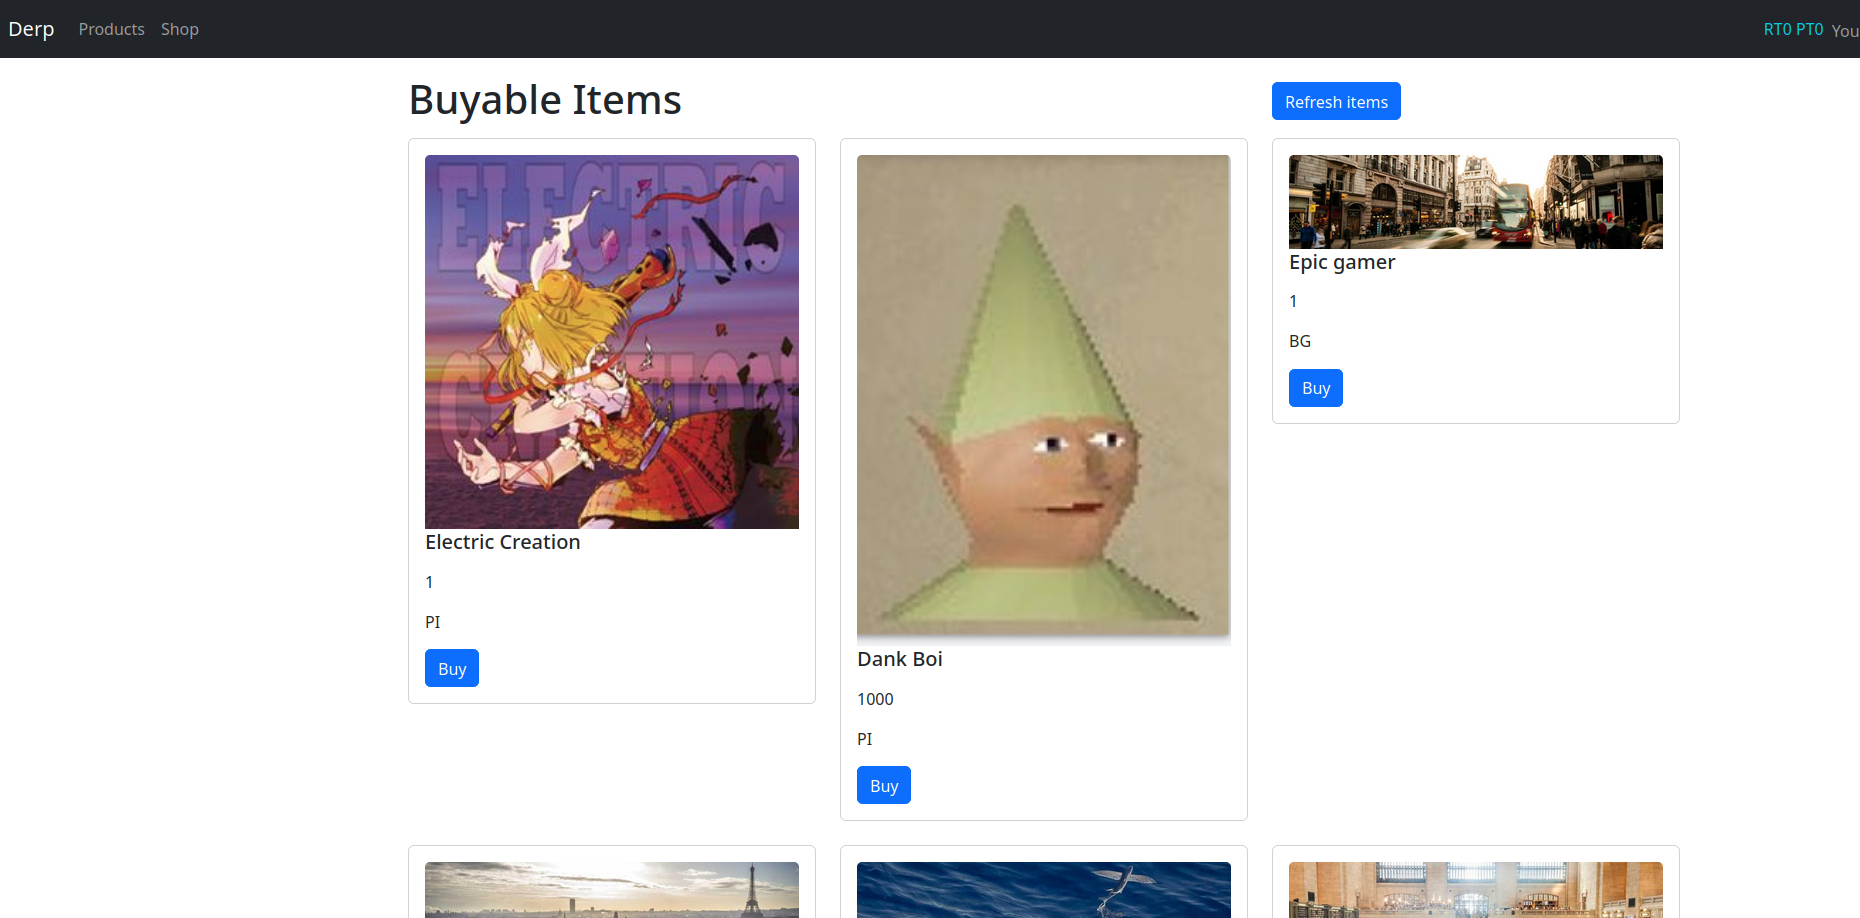 Derp Products Shop RT0 PT0 You
Buyable Items Refresh items
ELECTRIC
Electric Creation
1
PI
Buy
Dank Boi
1000
PI
Buy
Epic gamer
1
BG
Buy